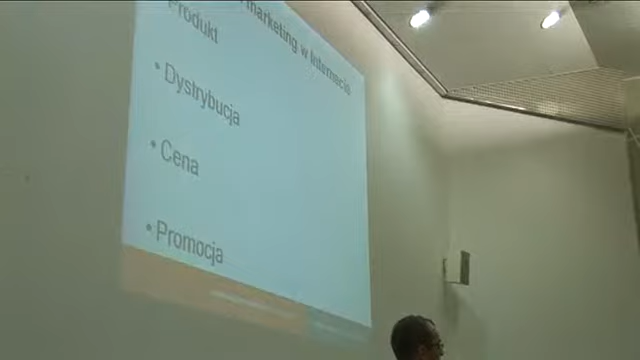 marketing w Internecie
Produkt
• Dystrybucja
• Cena
• Promocja